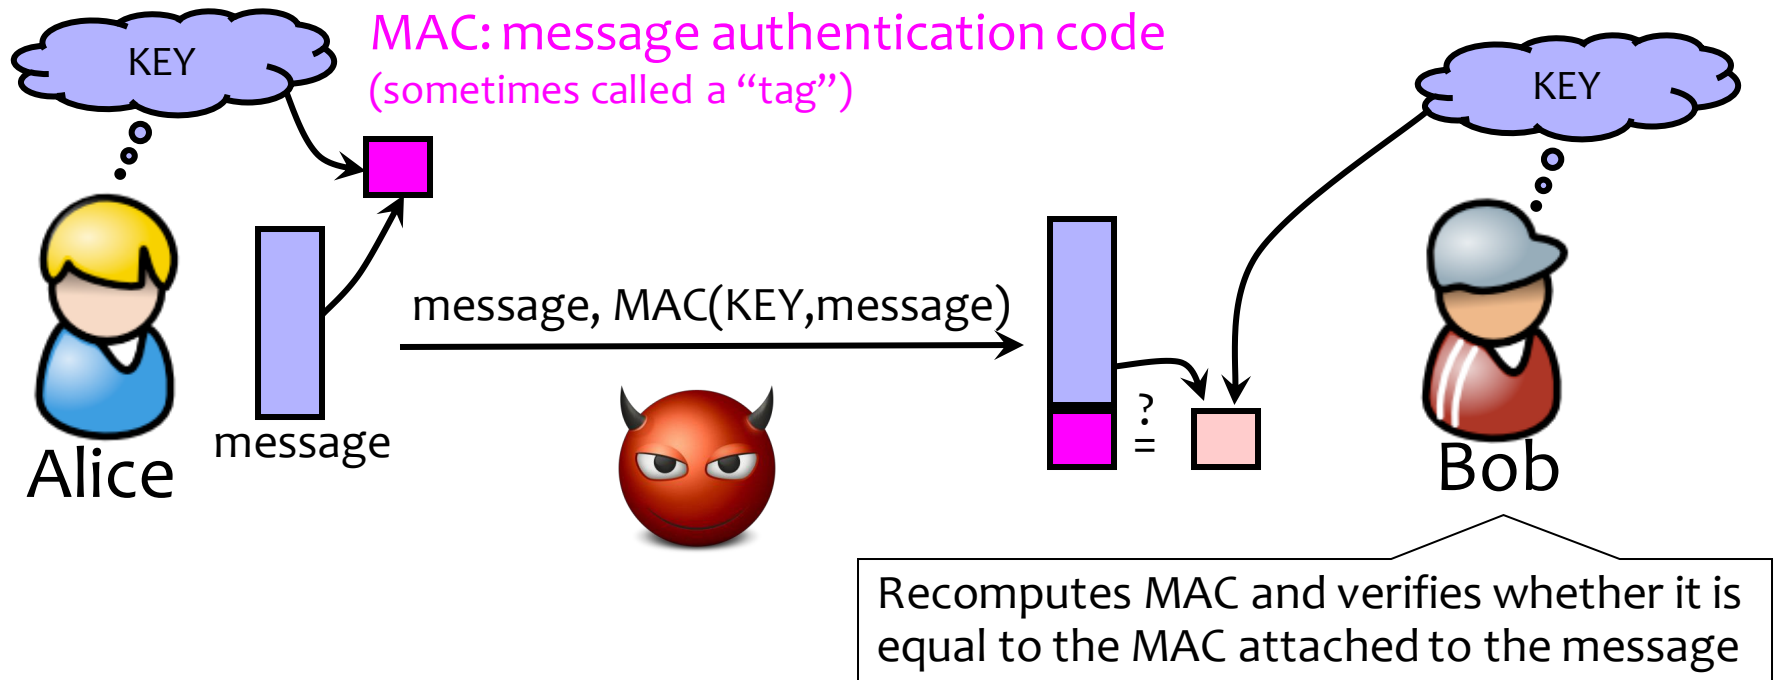 KEY
MAC: message authentication code
(sometimes called a “tag”)
KEY
message, MAC(KEY,message)
message
?
=
Alice
Bob
Recomputes MAC and verifies whether it is
equal to the MAC attached to the message